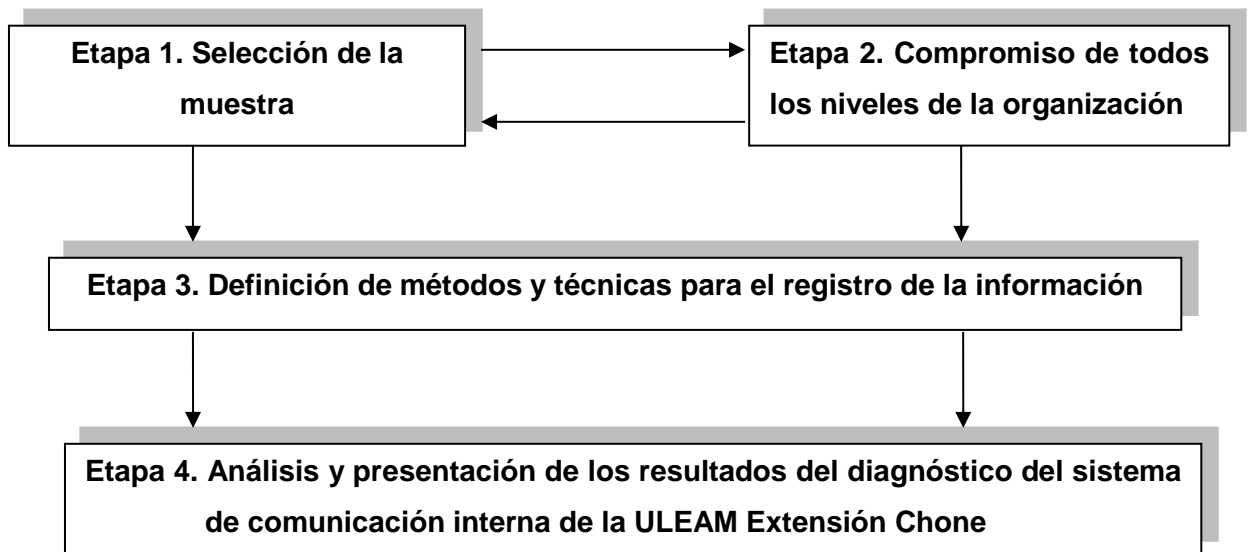 Etapa 1. Selección de la
muestra
Etapa 2. Compromiso de todos
los niveles de la organización
Etapa 3. Definición de métodos y técnicas para el registro de la información
Etapa 4. Análisis y presentación de los resultados del diagnóstico del sistema
de comunicación interna de la ULEAM Extensión Chone